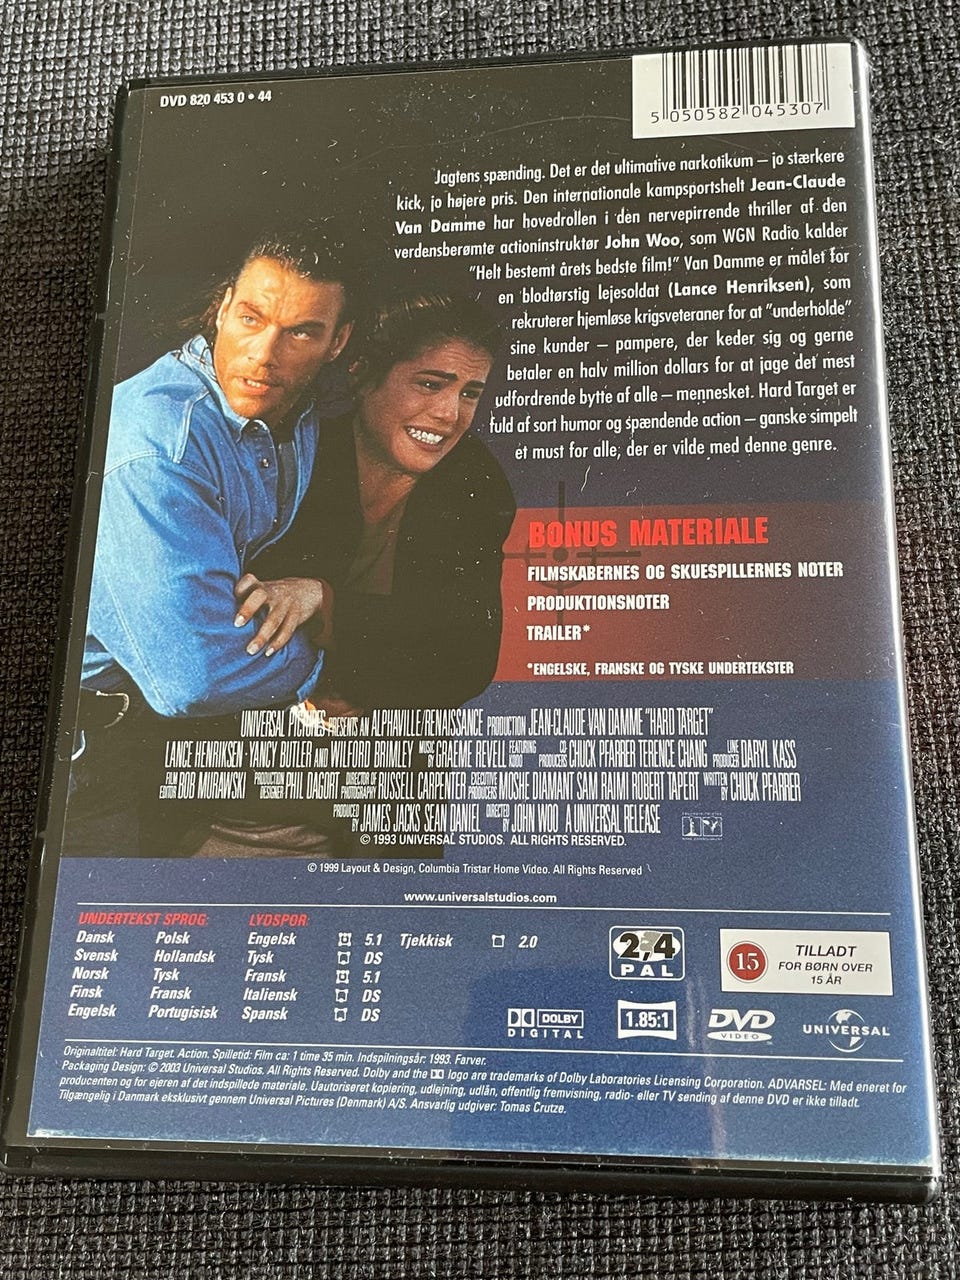 DVD 820 453 0 • 44
5 050582 045307
Jagtens spænding. Det er det ultimative narkotikum – jo stærkere
kick, jo højere pris. Den internationale kampsportshelt Jean-Claude
Van Damme har hovedrollen i den nervepirrende thriller af den
verdensberømte actioninstruktør John Woo, som WGN Radio kalder
"Helt bestemt årets bedste film!" Van Damme er målet for
en blodtørstig lejesoldat (Lance Henriksen), som
rekruterer hjemløse krigsveteraner for at "underholde"
sine kunder – pampere, der keder sig og gerne
betaler en halv million dollars for at jage det mest
udfordrende bytte af alle – mennesket. Hard Target er
fuld af sort humor og spændende action – ganske simpelt
et must for alle, der er vilde med denne genre.
BONUS MATERIALE
FILMSKABERNES OG SKUESPILLERNES NOTER
PRODUKTIONSNOTER
TRAILER*
*ENGELSKE, FRANSKE OG TYSKE UNDERTEKSTER
UNIVERSAL PICTURES PRESENTS AN ALPHAVILLE/RENAISSANCE PRODUCTION JEAN-CLAUDE VAN DAMME "HARD TARGET"
LANCE HENRIKSEN · YANCY BUTLER AND WILFORD BRIMLEY MUSIC BY GRAEME REVELL FEATURING KODO CO-PRODUCERS CHUCK PFARRER TERENCE CHANG LINE PRODUCER DARYL KASS
FILM EDITOR BOB MURAWSKI PRODUCTION DESIGNER PHIL DAGORT DIRECTOR OF PHOTOGRAPHY RUSSELL CARPENTER EXECUTIVE PRODUCERS MOSHE DIAMANT SAM RAIMI ROBERT TAPERT WRITTEN BY CHUCK PFARRER
PRODUCED BY JAMES JACKS SEAN DANIEL DIRECTED BY JOHN WOO A UNIVERSAL RELEASE
© 1993 UNIVERSAL STUDIOS. ALL RIGHTS RESERVED.
© 1999 Layout & Design, Columbia Tristar Home Video. All Rights Reserved
www.universalstudios.com
UNDERTEKST SPROG: LYDSPOR:
Dansk Polsk Engelsk 5.1 Tjekkisk 2.0
Svensk Hollandsk Tysk DS
Norsk Tysk Fransk 5.1
Finsk Fransk Italiensk DS
Engelsk Portugisisk Spansk DS
2,4
PAL
15
TILLADT
FOR BØRN OVER
15 ÅR
DOLBY
DIGITAL
1.85:1
DVD
VIDEO
UNIVERSAL
Originaltitel: Hard Target. Action. Spilletid: Film ca: 1 time 35 min. Indspilningsår: 1993. Farver.
Packaging Design: © 2003 Universal Studios. All Rights Reserved. Dolby and the logo are trademarks of Dolby Laboratories Licensing Corporation. ADVARSEL: Med eneret for
producenten og for ejeren af det indspillede materiale. Uautoriseret kopiering, udlejning, udlån, offentlig fremvisning, radio- eller TV sending af denne DVD er ikke tilladt.
Tilgængelig i Danmark eksklusivt gennem Universal Pictures (Denmark) A/S. Ansvarlig udgiver: Tomas Crutze.